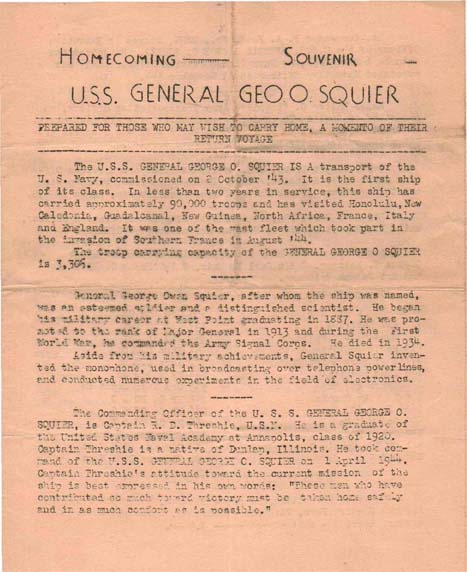 HOMECOMING SOUVENIR
U.S.S. GENERAL GEO. O. SQUIER
PREPARED FOR THOSE WHO MAY WISH TO CARRY HOME, A MOMENTO OF THEIR
RETURN VOYAGE
The U.S.S. GENERAL GEORGE O. SQUIER IS A transport of the
U. S. Navy, commissioned on 2 October '43. It is the first ship
of its class. In less than two years in service, this ship has
carried approximately 90,000 troops and has visited Honolulu, New
Caledonia, Guadalcanal, New Guinea, North Africa, France, Italy
and England. It was one of the vast fleet which took part in
the invasion of Southern France in August '44.
The troop carrying capacity of the GENERAL GEORGE O SQUIER
is 3,306.
-------
General George Owen Squier, after whom the ship was named,
was an esteemed soldier and a distinguished scientist. He began
his military career at West Point graduating in 1887. He was pro-
moted to the rank of Major General in 1913 and during the First
World War, he commanded the Army Signal Corps. He died in 1934.
Aside from his military achievements, General Squier inven-
ted the monophone, used in broadcasting over telephone powerlines,
and conducted numerous experiments in the field of electronics.
-------
The Commanding Officer of the U. S. S. GENERAL GEORGE O.
SQUIER, is Captain R. D. Threshie, U.S.N. He is a graduate of
the United States Naval Academy at Annapolis, class of 1920.
Captain Threshie is a native of Dunlap, Illinois. He took com-
mand of the U.S.S. GENERAL GEORGE O. SQUIER on 1 April 1944.
Captain Threshie's attitude toward the current mission of the
ship is best expressed in his own words: "These men who have
contributed so much toward victory must be taken home safely
and in as much comfort as is possible."